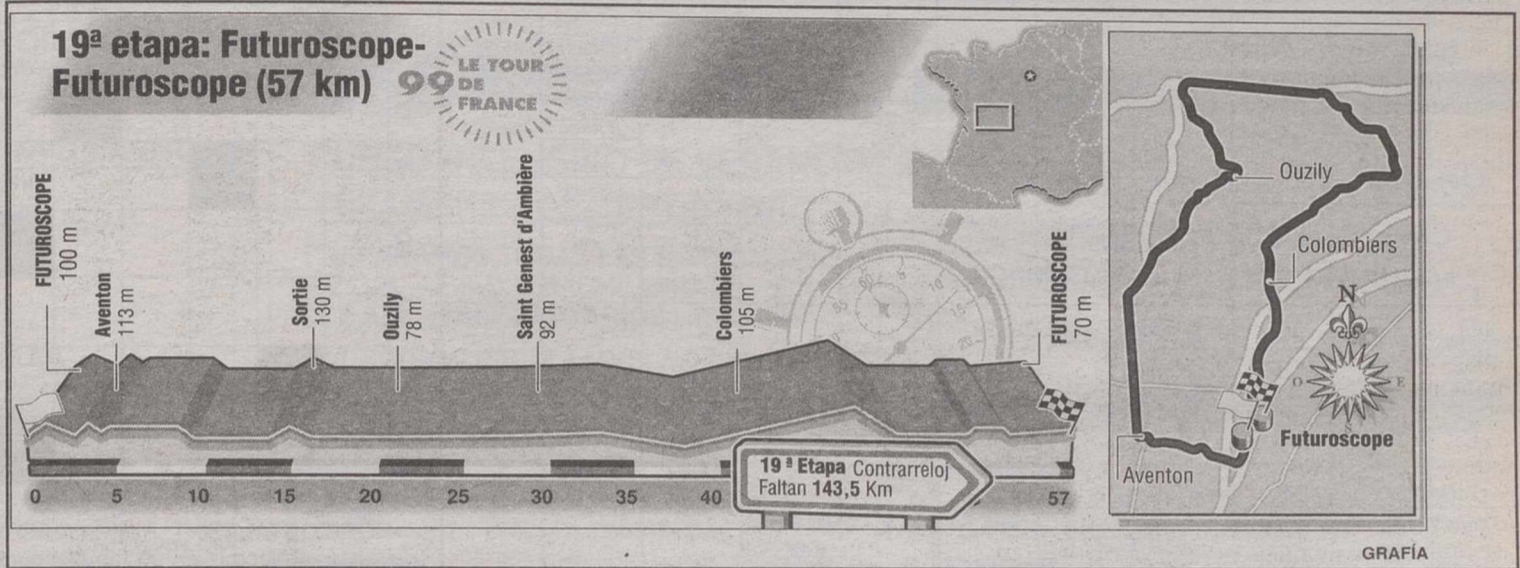 19ª etapa: Futuroscope-
Futuroscope (57 km)
99 LE TOUR
DE
FRANCE
FUTUROSCOPE
100 m
Aventon
113 m
Sortie
130 m
Ouzily
78 m
Saint Genest d'Ambière
92 m
Colombiers
105 m
FUTUROSCOPE
70 m
0 5 10 15 20 25 30 35 40 57
19ª Etapa Contrarreloj
Faltan 143,5 Km
Ouzily
Colombiers
N
O E
S
Futuroscope
Aventon
GRAFÍA